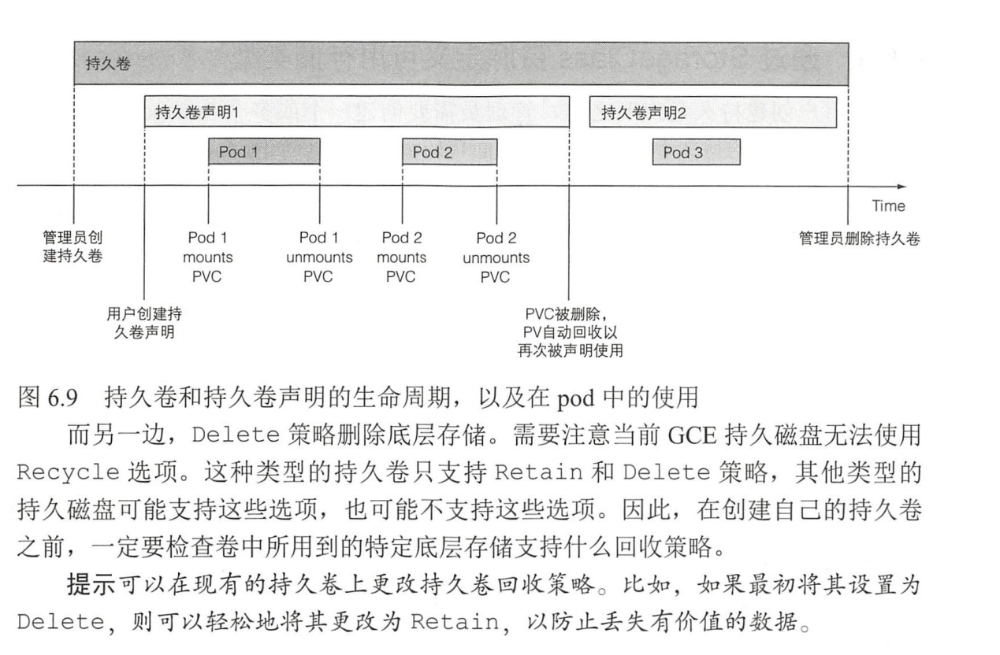 持久卷
持久卷声明1
持久卷声明2
Pod 1
Pod 2
Pod 3
Time
管理员创
建持久卷
Pod 1
mounts
PVC
Pod 1
unmounts
PVC
Pod 2
mounts
PVC
Pod 2
unmounts
PVC
管理员删除持久卷
用户创建持
久卷声明
PVC被删除，
PV自动回收以
再次被声明使用
图 6.9 持久卷和持久卷声明的生命周期，以及在 pod 中的使用
而另一边，Delete 策略删除底层存储。需要注意当前 GCE 持久磁盘无法使用
Recycle 选项。这种类型的持久卷只支持 Retain 和 Delete 策略，其他类型的
持久磁盘可能支持这些选项，也可能不支持这些选项。因此，在创建自己的持久卷
之前，一定要检查卷中所用到的特定底层存储支持什么回收策略。
提示可以在现有的持久卷上更改持久卷回收策略。比如，如果最初将其设置为
Delete，则可以轻松地将其更改为 Retain，以防止丢失有价值的数据。